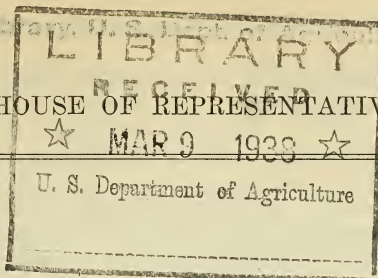 LIBRARY
RECEIVED
HOUSE OF REPRESENTATIV
☆ MAR 9 1938 ☆
U. S. Department of Agriculture